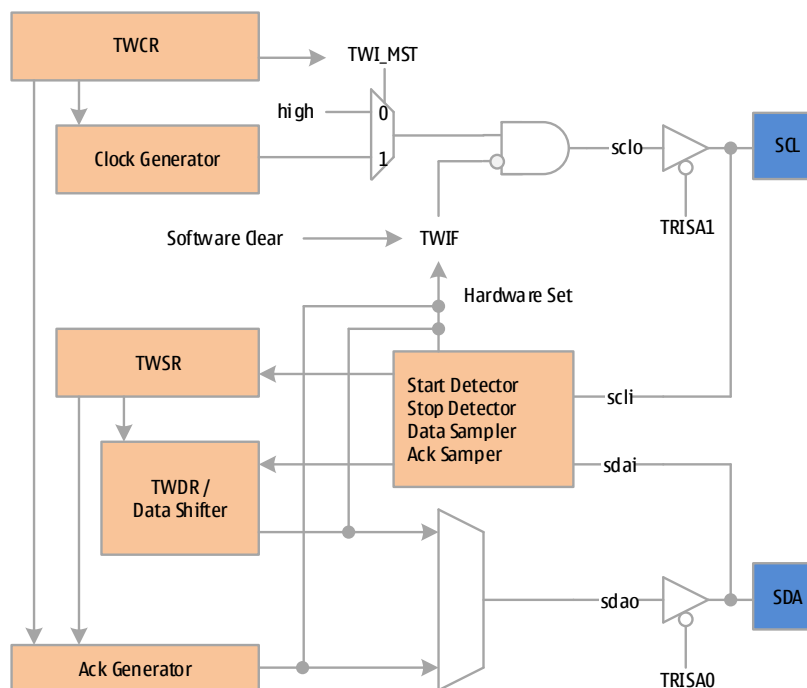 TWCR
TWI_MST
high
0
Clock Generator
1
sclo
SCL
Software Clear
TWIF
TRISA1
Hardware Set
TWSR
Start Detector
Stop Detector
Data Sampler
Ack Samper
scli
sdai
TWDR /
Data Shifter
sdao
SDA
Ack Generator
TRISA0